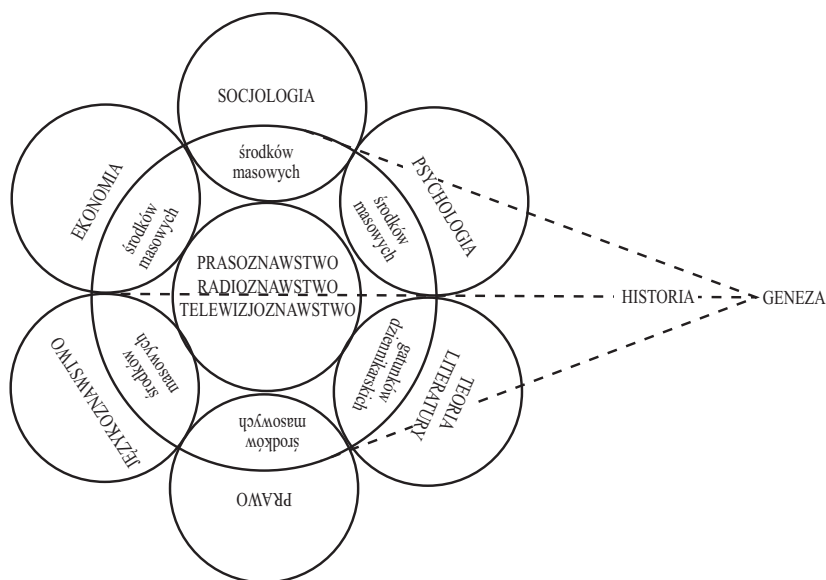 SOCJOLOGIA
środków
masowych
PSYCHOLOGIA
środków
masowych
EKONOMIA
środków
masowych
PRASOZNAWSTWO
RADIOZNAWSTWO
TELEWIZJOZNAWSTWO
HISTORIA
GENEZA
TEORIA
LITERATURY
gatunków
dziennikarskich
JĘZYKOZNAWSTWO
środków
masowych
środków
masowych
PRAWO